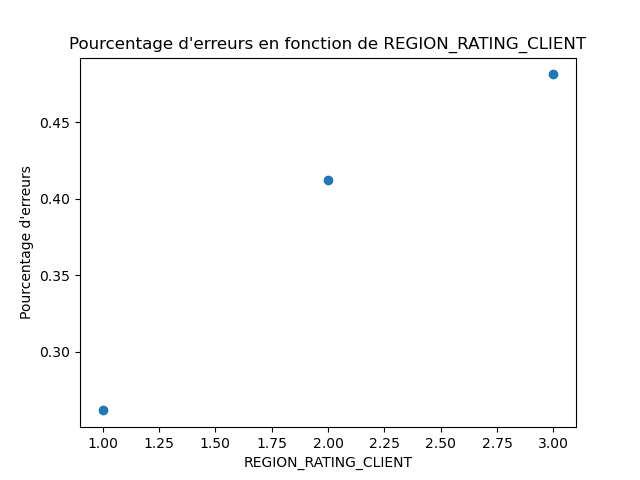 Pourcentage d'erreurs en fonction de REGION_RATING_CLIENT
Pourcentage d'erreurs
0.45
0.40
0.35
0.30
1.00 1.25 1.50 1.75 2.00 2.25 2.50 2.75 3.00
REGION_RATING_CLIENT